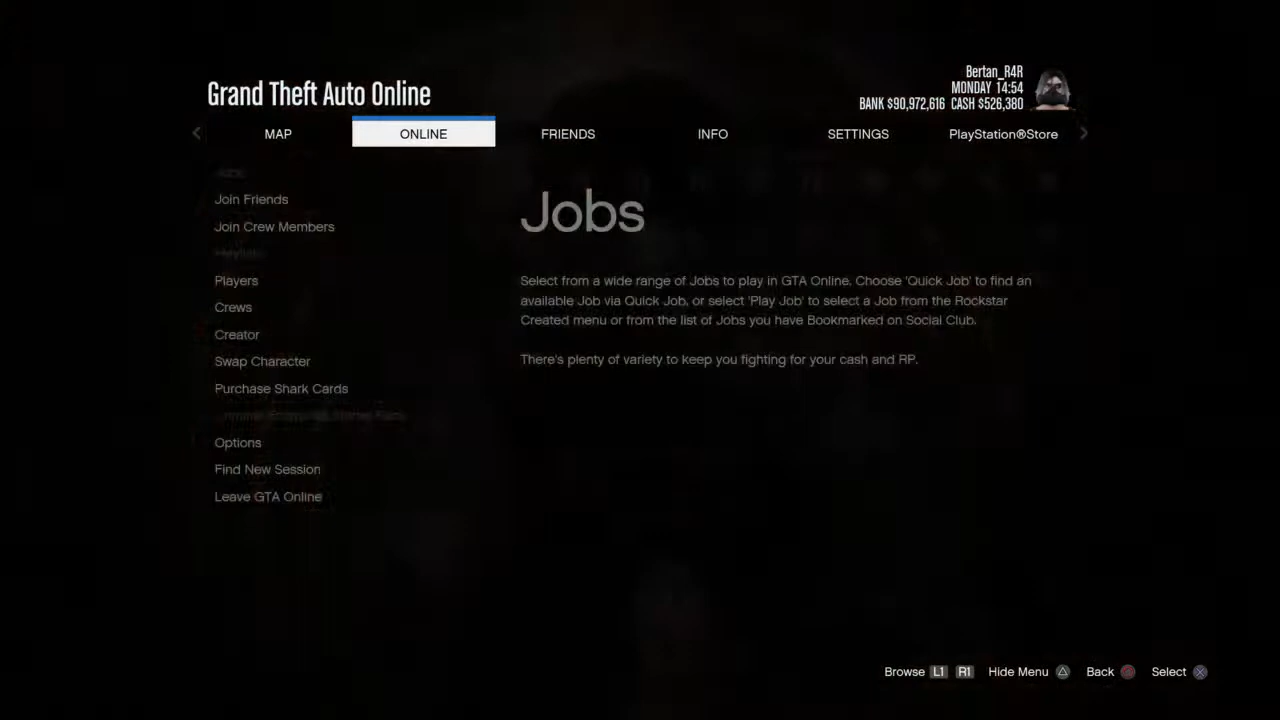 Grand Theft Auto Online
Bertan_R4R
MONDAY 14:54
BANK $90,972,616 CASH $526,380
MAP
ONLINE
FRIENDS
INFO
SETTINGS
PlayStation®Store
Join Friends
Join Crew Members
Players
Crews
Creator
Swap Character
Purchase Shark Cards
Options
Find New Session
Leave GTA Online
Jobs
Select from a wide range of Jobs to play in GTA Online. Choose 'Quick Job' to find an
available Job via Quick Job, or select 'Play Job' to select a Job from the Rockstar
Created menu or from the list of Jobs you have Bookmarked on Social Club.
There's plenty of variety to keep you fighting for your cash and RP.
Browse L1 R1 Hide Menu Back Select